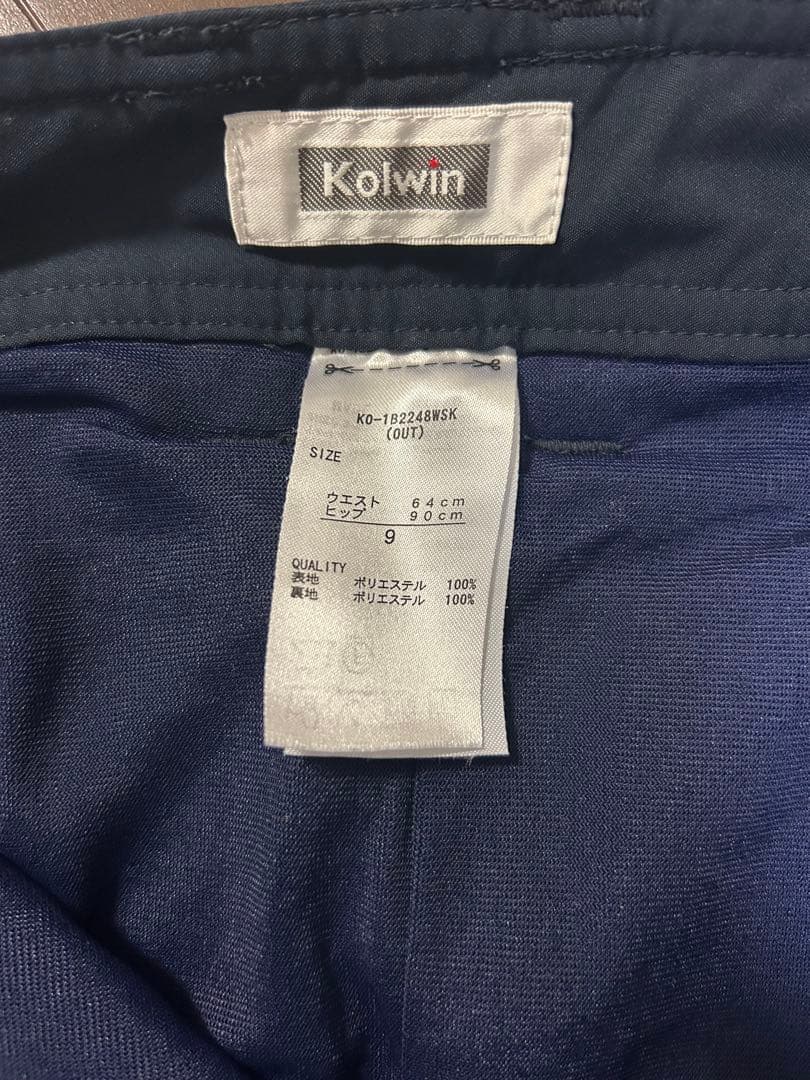 Kolwin
KO-1B2248WSK
(OUT)
SIZE
ウエスト 64cm
ヒップ 90cm
9
QUALITY
表地 ポリエステル 100%
裏地 ポリエステル 100%